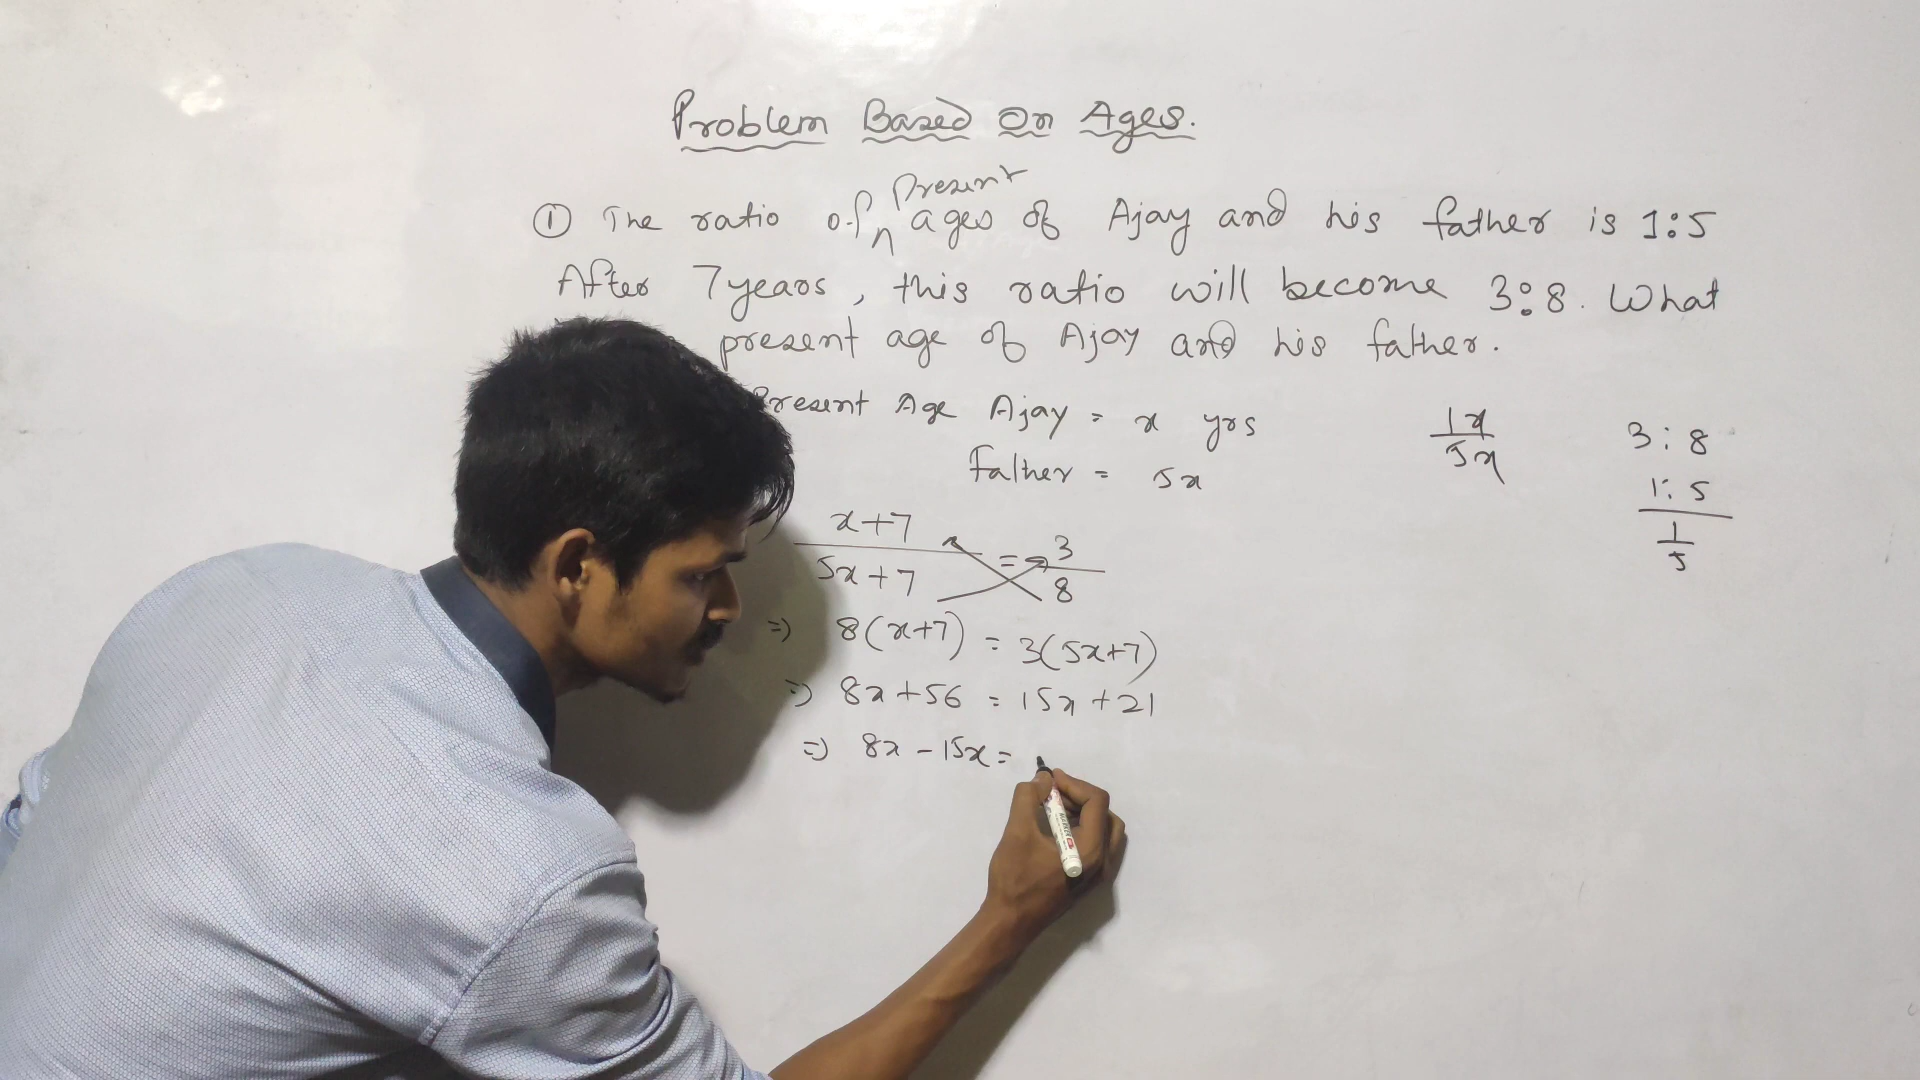 Problem Based On Ages.
① The ratio of present ages of Ajay and his father is 1:5
After 7 years, this ratio will become 3:8. What
present age of Ajay and his father.
Present Age Ajay = x yrs
Father = 5x
1x
5x
3:8
1:5
1
5
x+7
5x+7
=
3
8
=> 8(x+7) = 3(5x+7)
=> 8x+56 = 15x+21
=> 8x-15x=